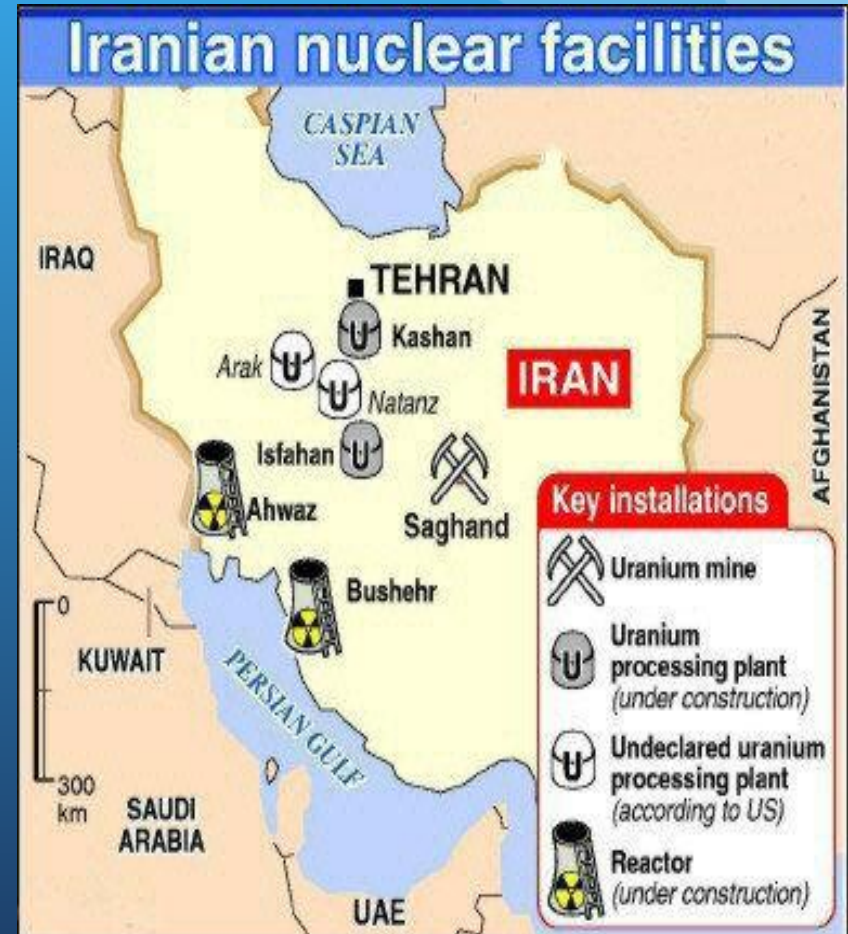 Iranian nuclear facilities
CASPIAN
SEA
IRAQ
TEHRAN
U
Kashan
Arak
U
IRAN
U
Natanz
AFGHANISTAN
Isfahan
U
Ahwaz
Saghand
Key installations
Uranium mine
Bushehr
0
U
Uranium
processing plant
(under construction)
KUWAIT
PERSIAN GULF
U
Undeclared uranium
processing plant
(according to US)
300
km
SAUDI
ARABIA
Reactor
(under construction)
UAE